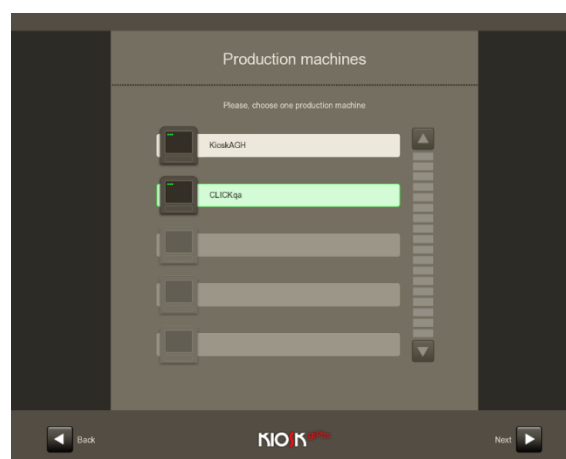 Production machines
Please, choose one production machine
KioskAGH
CLICKqa
Back
KIOSK
Next